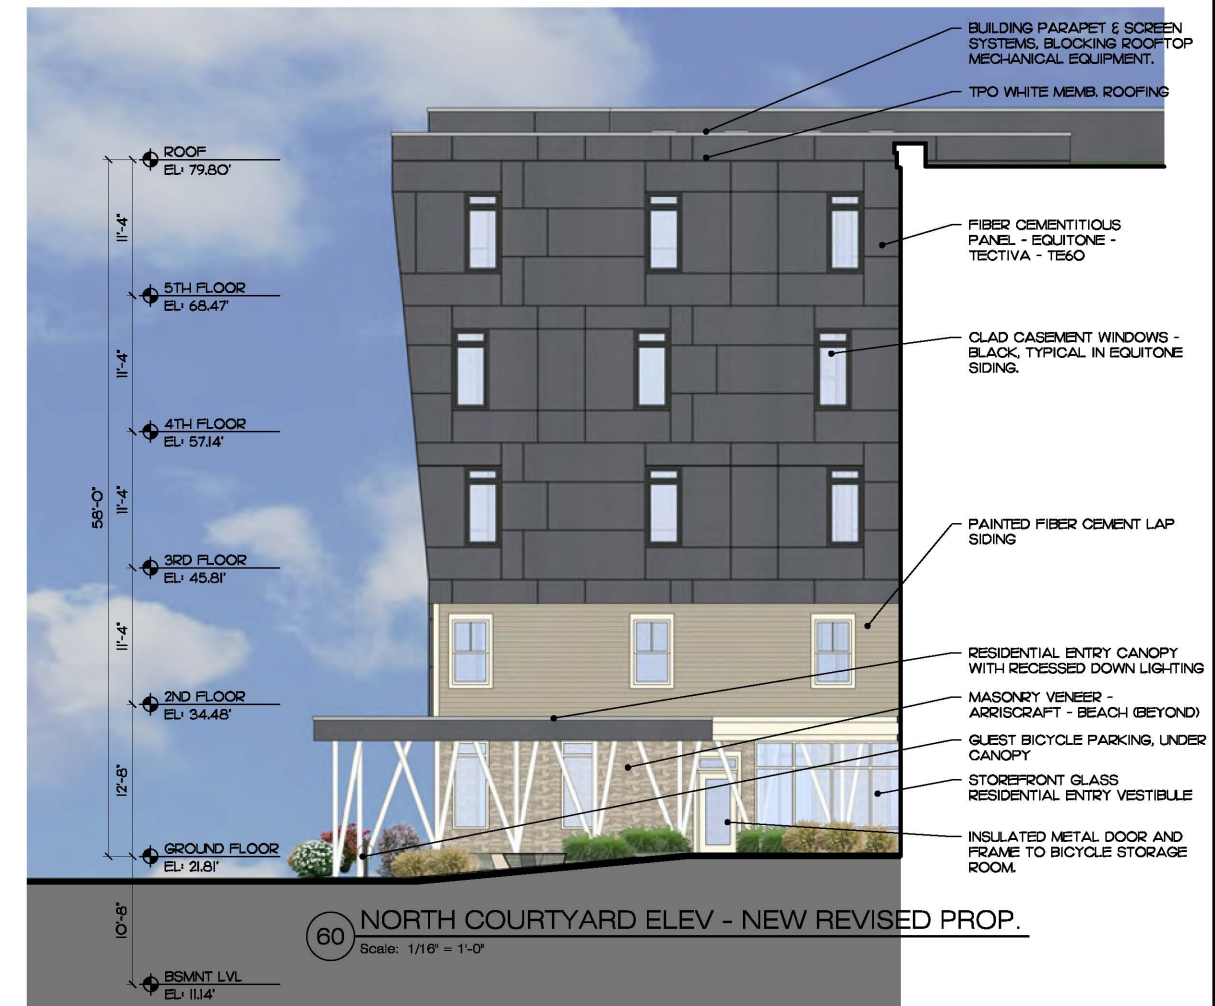 BUILDING PARAPET & SCREEN
SYSTEMS, BLOCKING ROOFTOP
MECHANICAL EQUIPMENT.
TPO WHITE MEMB. ROOFING
ROOF
EL: 79.80'
11'-4"
FIBER CEMENTITIOUS
PANEL - EQUITONE -
TECTIVA - TE60
5TH FLOOR
EL: 68.47'
11'-4"
CLAD CASEMENT WINDOWS -
BLACK, TYPICAL IN EQUITONE
SIDING.
4TH FLOOR
EL: 57.14'
58'-0"
11'-4"
PAINTED FIBER CEMENT LAP
SIDING
3RD FLOOR
EL: 45.81'
11'-4"
RESIDENTIAL ENTRY CANOPY
WITH RECESSED DOWN LIGHTING
2ND FLOOR
EL: 34.48'
MASONRY VENEER -
ARRISCRAFT - BEACH (BEYOND)
GUEST BICYCLE PARKING, UNDER
CANOPY
12'-8"
STOREFRONT GLASS
RESIDENTIAL ENTRY VESTIBULE
INSULATED METAL DOOR AND
FRAME TO BICYCLE STORAGE
ROOM.
GROUND FLOOR
EL: 21.81'
10'-8"
60 NORTH COURTYARD ELEV - NEW REVISED PROP.
Scale: 1/16" = 1'-0"
BSMNT LVL
EL: 11.14'